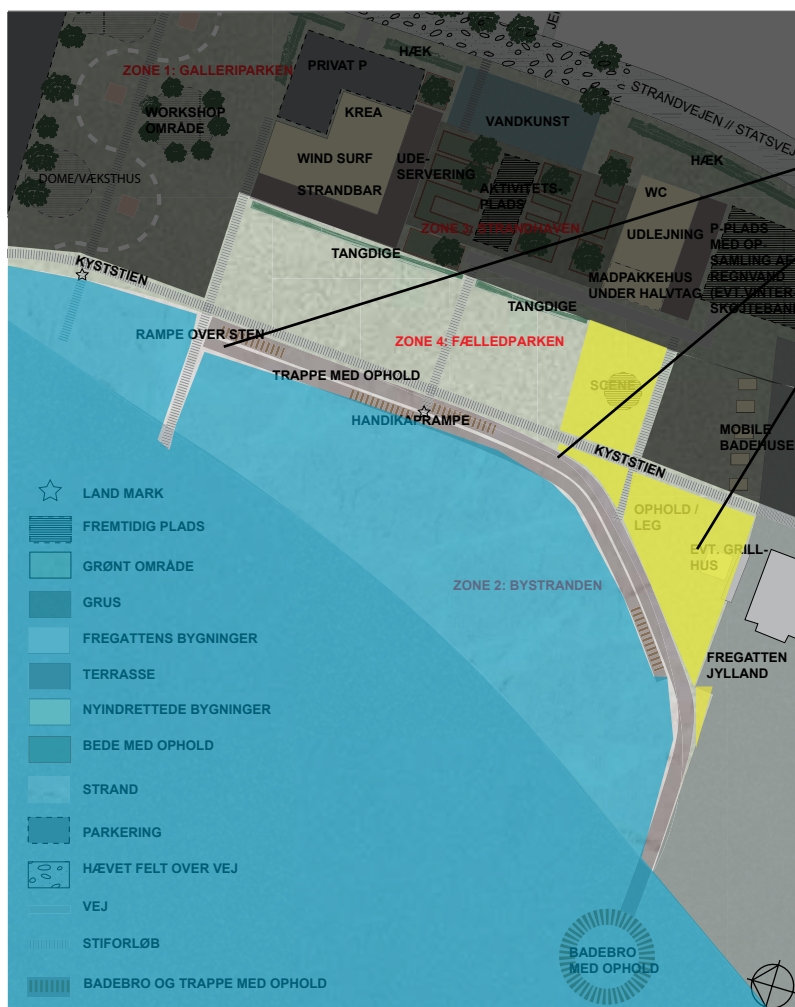 JE
HÆK
ZONE 1: GALLERIPARKEN
PRIVAT P
STRANDVEJEN // STATSVEJ
WORKSHOP
OMRÅDE
KREA
VANDKUNST
WIND SURF
STRANDBAR
UDE-
SERVERING
HÆK
DOME/VÆKSTHUS
AKTIVITETS-
PLADS
WC
ZONE 3: STRANDHAVEN
UDLEJNING
P-PLADS
MED OP-
SAMLING AF
REGNVAND
(EVT. VINTER-
SKØJTEBANE
TANGDIGE
KYSTSTIEN
MADPAKKEHUS
UNDER HALVTAG
TANGDIGE
RAMPE OVER STEN
ZONE 4: FÆLLEDPARKEN
TRAPPE MED OPHOLD
SCENE
HANDIKAPRAMPE
MOBILE
BADEHUSE
KYSTSTIEN
OPHOLD /
LEG
EVT. GRILL-
HUS
ZONE 2: BYSTRANDEN
FREGATTEN
JYLLAND
LAND MARK
FREMTIDIG PLADS
GRØNT OMRÅDE
GRUS
FREGATTENS BYGNINGER
TERRASSE
NYINDRETTEDE BYGNINGER
BEDE MED OPHOLD
STRAND
PARKERING
HÆVET FELT OVER VEJ
VEJ
STIFORLØB
BADEBRO OG TRAPPE MED OPHOLD
BADEBRO
MED OPHOLD